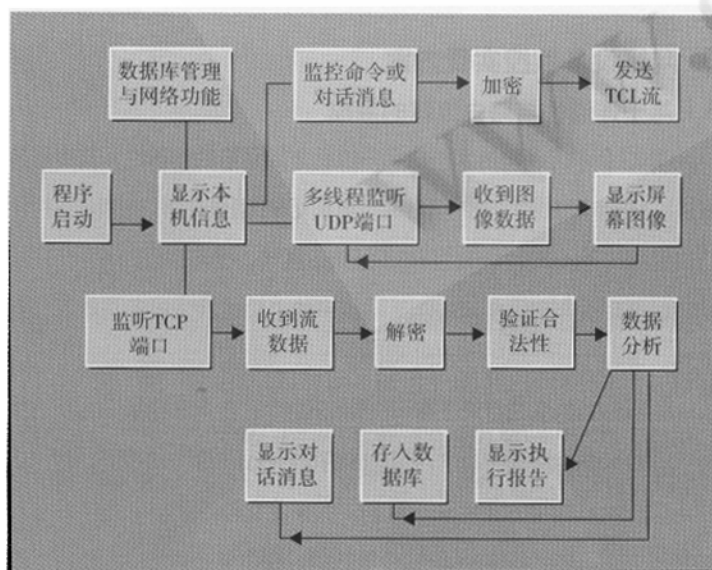 数据库管理
与网络功能
监控命令或
对话消息
加密
发送
TCL流
程序
启动
显示本
机信息
多线程监听
UDP端口
收到图
像数据
显示屏
幕图像
监听TCP
端口
收到流
数据
解密
验证合
法性
数据
分析
显示对
话消息
存入数
据库
显示执
行报告